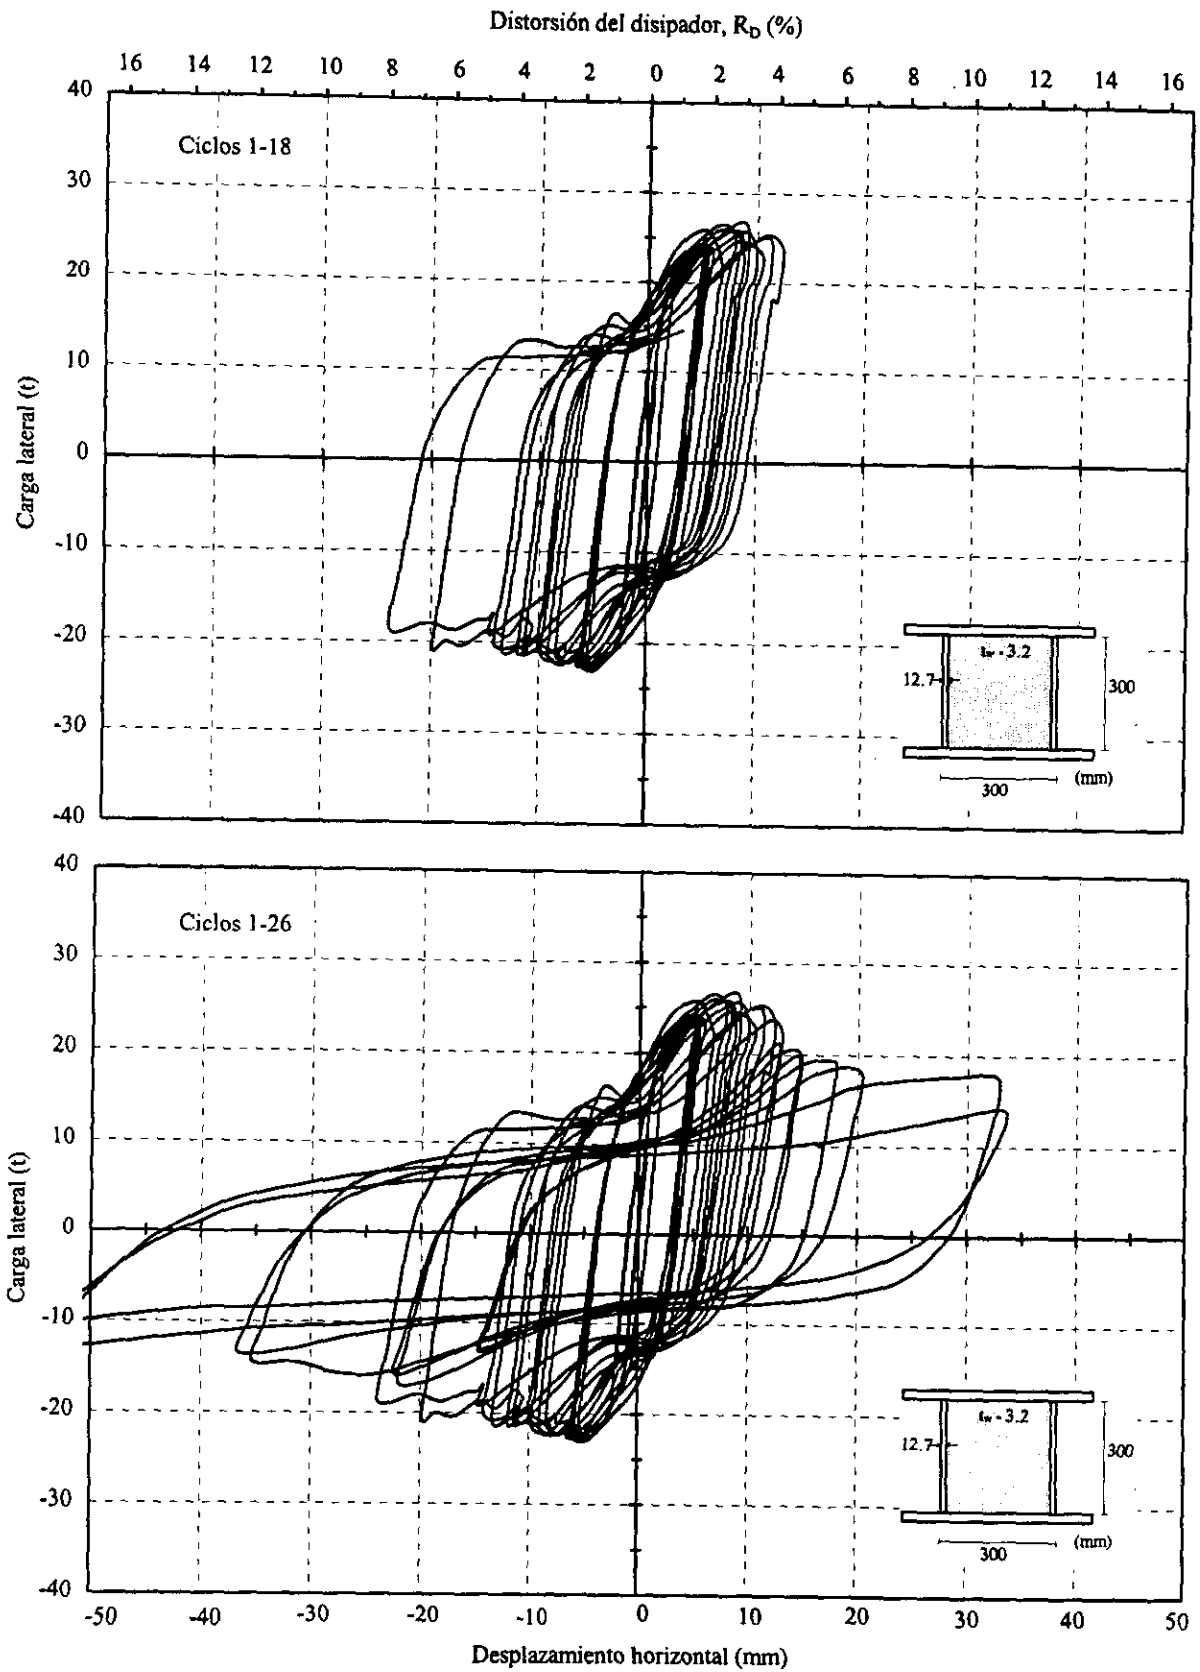 Distorsión del disipador, R_D (%)
16 14 12 10 8 6 4 2 0 2 4 6 8 10 12 14 16
40
Ciclos 1-18
30
20
10
Carga lateral (t)
0
-10
-20
t_w - 3.2
12.7
300
-30
300
(mm)
-40
40
Ciclos 1-26
30
20
10
Carga lateral (t)
0
-10
-20
t_w - 3.2
12.7
300
-30
300
(mm)
-40
-50 -40 -30 -20 -10 0 10 20 30 40 50
Desplazamiento horizontal (mm)